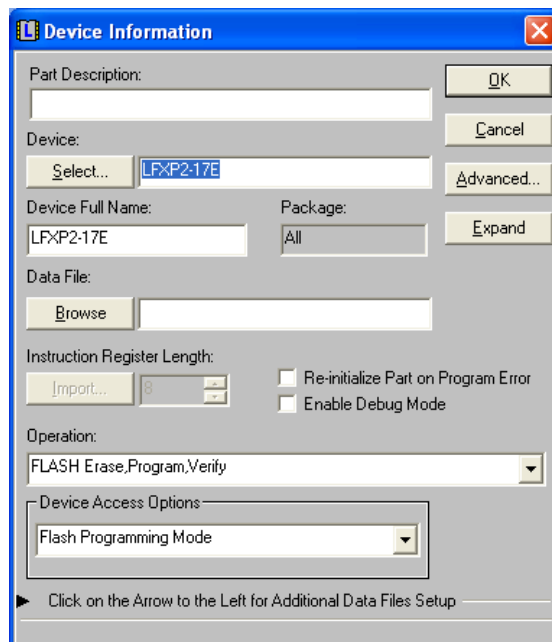 Device Information
Part Description:
OK
Device:
Cancel
Select... LFXP2-17E
Advanced...
Device Full Name: Package:
LFXP2-17E All
Expand
Data File:
Browse
Instruction Register Length:
Import... 8
Re-initialize Part on Program Error
Enable Debug Mode
Operation:
FLASH Erase,Program,Verify
Device Access Options
Flash Programming Mode
Click on the Arrow to the Left for Additional Data Files Setup